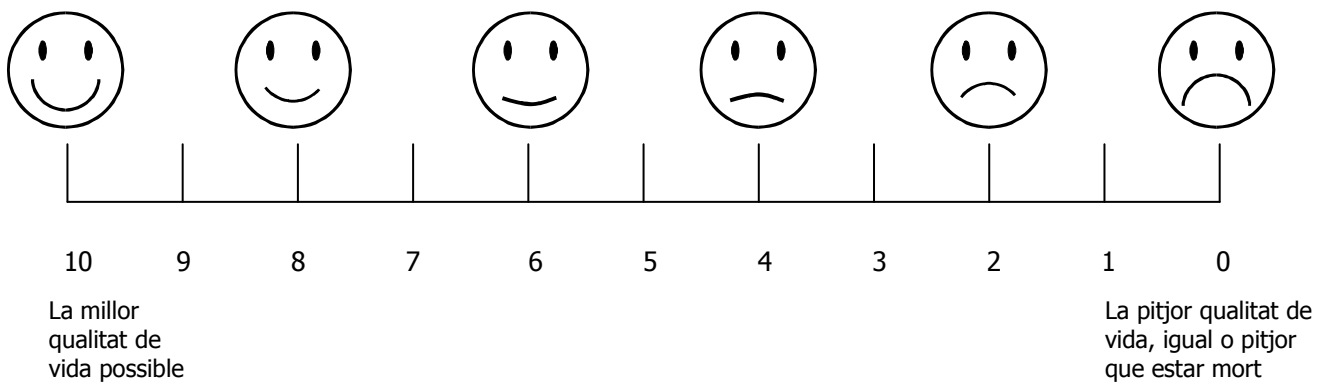 10 9 8 7 6 5 4 3 2 1 0
La millor
qualitat de
vida possible
La pitjor qualitat de
vida, igual o pitjor
que estar mort